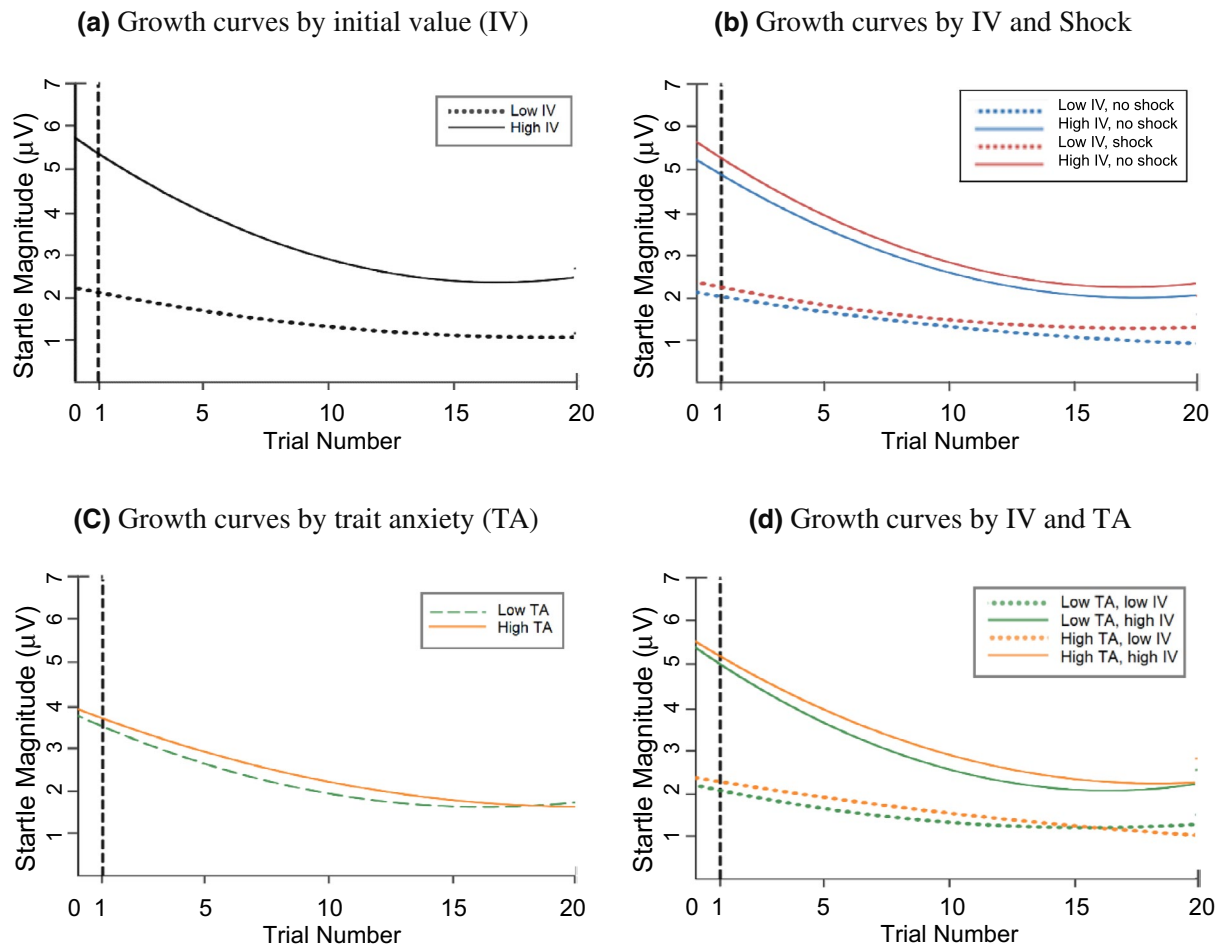 (a) Growth curves by initial value (IV)
Startle Magnitude (μV)
7
6
5
4
3
2
1
Low IV
High IV
0 1 5 10 15 20
Trial Number
(b) Growth curves by IV and Shock
Startle Magnitude (μV)
7
6
5
4
3
2
1
Low IV, no shock
High IV, no shock
Low IV, shock
High IV, no shock
0 1 5 10 15 20
Trial Number
(C) Growth curves by trait anxiety (TA)
Startle Magnitude (μV)
7
6
5
4
3
2
1
Low TA
High TA
0 1 5 10 15 20
Trial Number
(d) Growth curves by IV and TA
Startle Magnitude (μV)
7
6
5
4
3
2
1
Low TA, low IV
Low TA, high IV
High TA, low IV
High TA, high IV
0 1 5 10 15 20
Trial Number